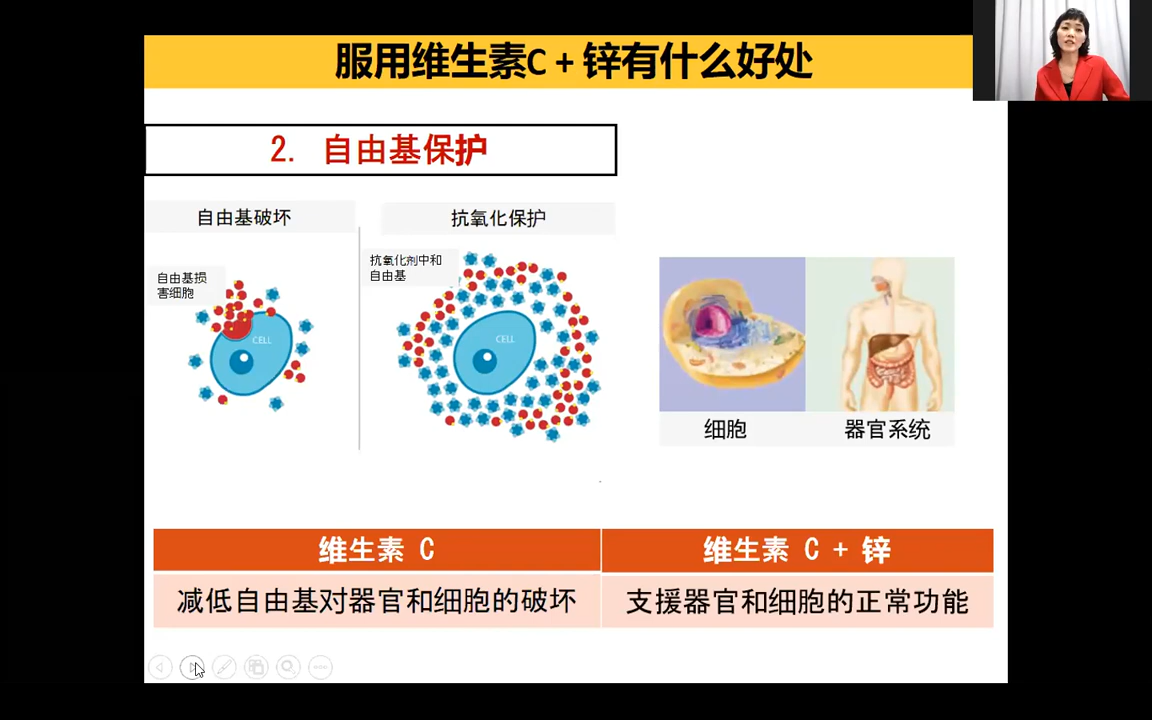 服用维生素C + 锌有什么好处
2. 自由基保护
自由基破坏
抗氧化保护
自由基损
害细胞
抗氧化剂中和
自由基
CELL
CELL
细胞
器官系统
维生素 C
维生素 C + 锌
减低自由基对器官和细胞的破坏
支援器官和细胞的正常功能